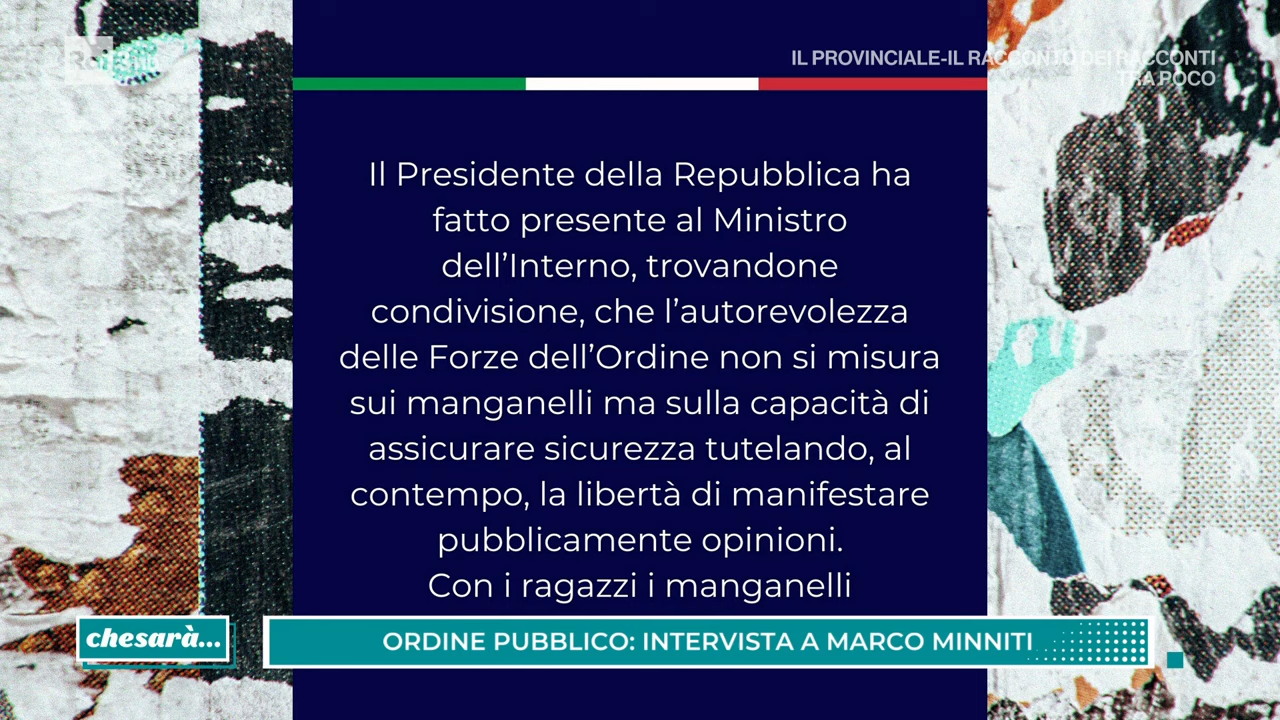 Rai 3
IL PROVINCIALE-IL RACCONTO DEI RACCONTI
TRA POCO
Il Presidente della Repubblica ha
fatto presente al Ministro
dell’Interno, trovandone
condivisione, che l’autorevolezza
delle Forze dell’Ordine non si misura
sui manganelli ma sulla capacità di
assicurare sicurezza tutelando, al
contempo, la libertà di manifestare
pubblicamente opinioni.
Con i ragazzi i manganelli
chesarà...
ORDINE PUBBLICO: INTERVISTA A MARCO MINNITI